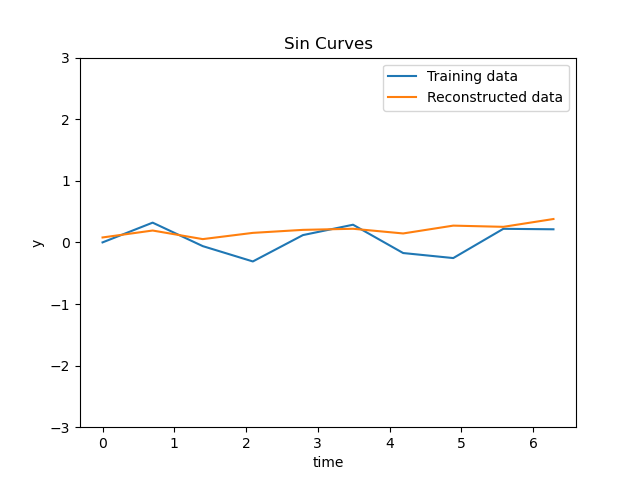 Sin Curves
Training data
Reconstructed data
3
2
1
0
−1
−2
−3
y
0 1 2 3 4 5 6
time